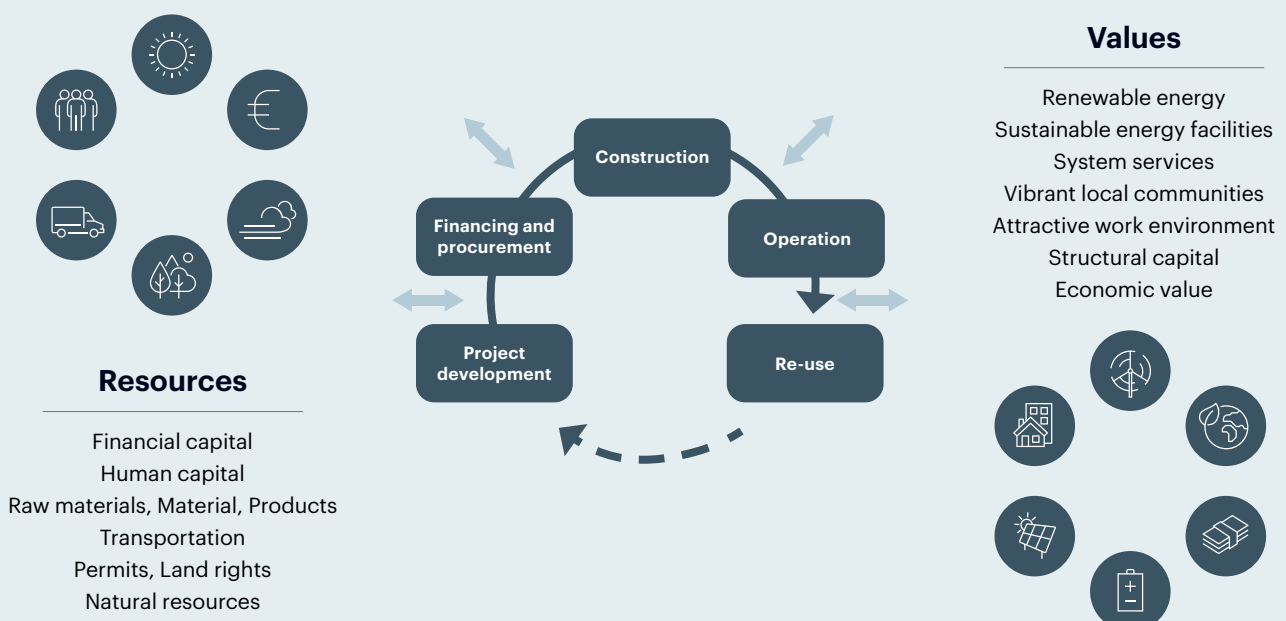 Resources
Financial capital
Human capital
Raw materials, Material, Products
Transportation
Permits, Land rights
Natural resources
Construction
Financing and
procurement
Operation
Project
development
Re-use
Values
Renewable energy
Sustainable energy facilities
System services
Vibrant local communities
Attractive work environment
Structural capital
Economic value